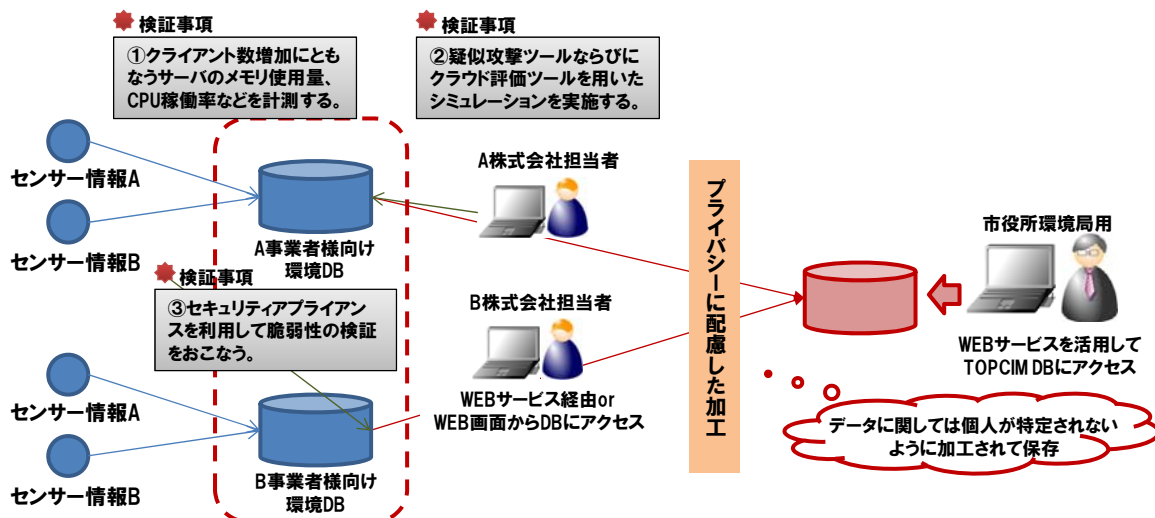 検証事項
①クライアント数増加にとも
なうサーバのメモリ使用量、
CPU稼働率などを計測する。
検証事項
②疑似攻撃ツールならびに
クラウド評価ツールを用いた
シミュレーションを実施する。
センサー情報A
センサー情報B
A事業者様向け
環境DB
A株式会社担当者
プライバシーに配慮した加工
市役所環境局用
WEBサービスを活用して
TOPCIM DBにアクセス
検証事項
③セキュリティアプライアン
スを利用して脆弱性の検証
をおこなう。
B株式会社担当者
WEBサービス経由or
WEB画面からDBにアクセス
センサー情報A
センサー情報B
B事業者様向け
環境DB
データに関しては個人が特定されない
ように加工されて保存